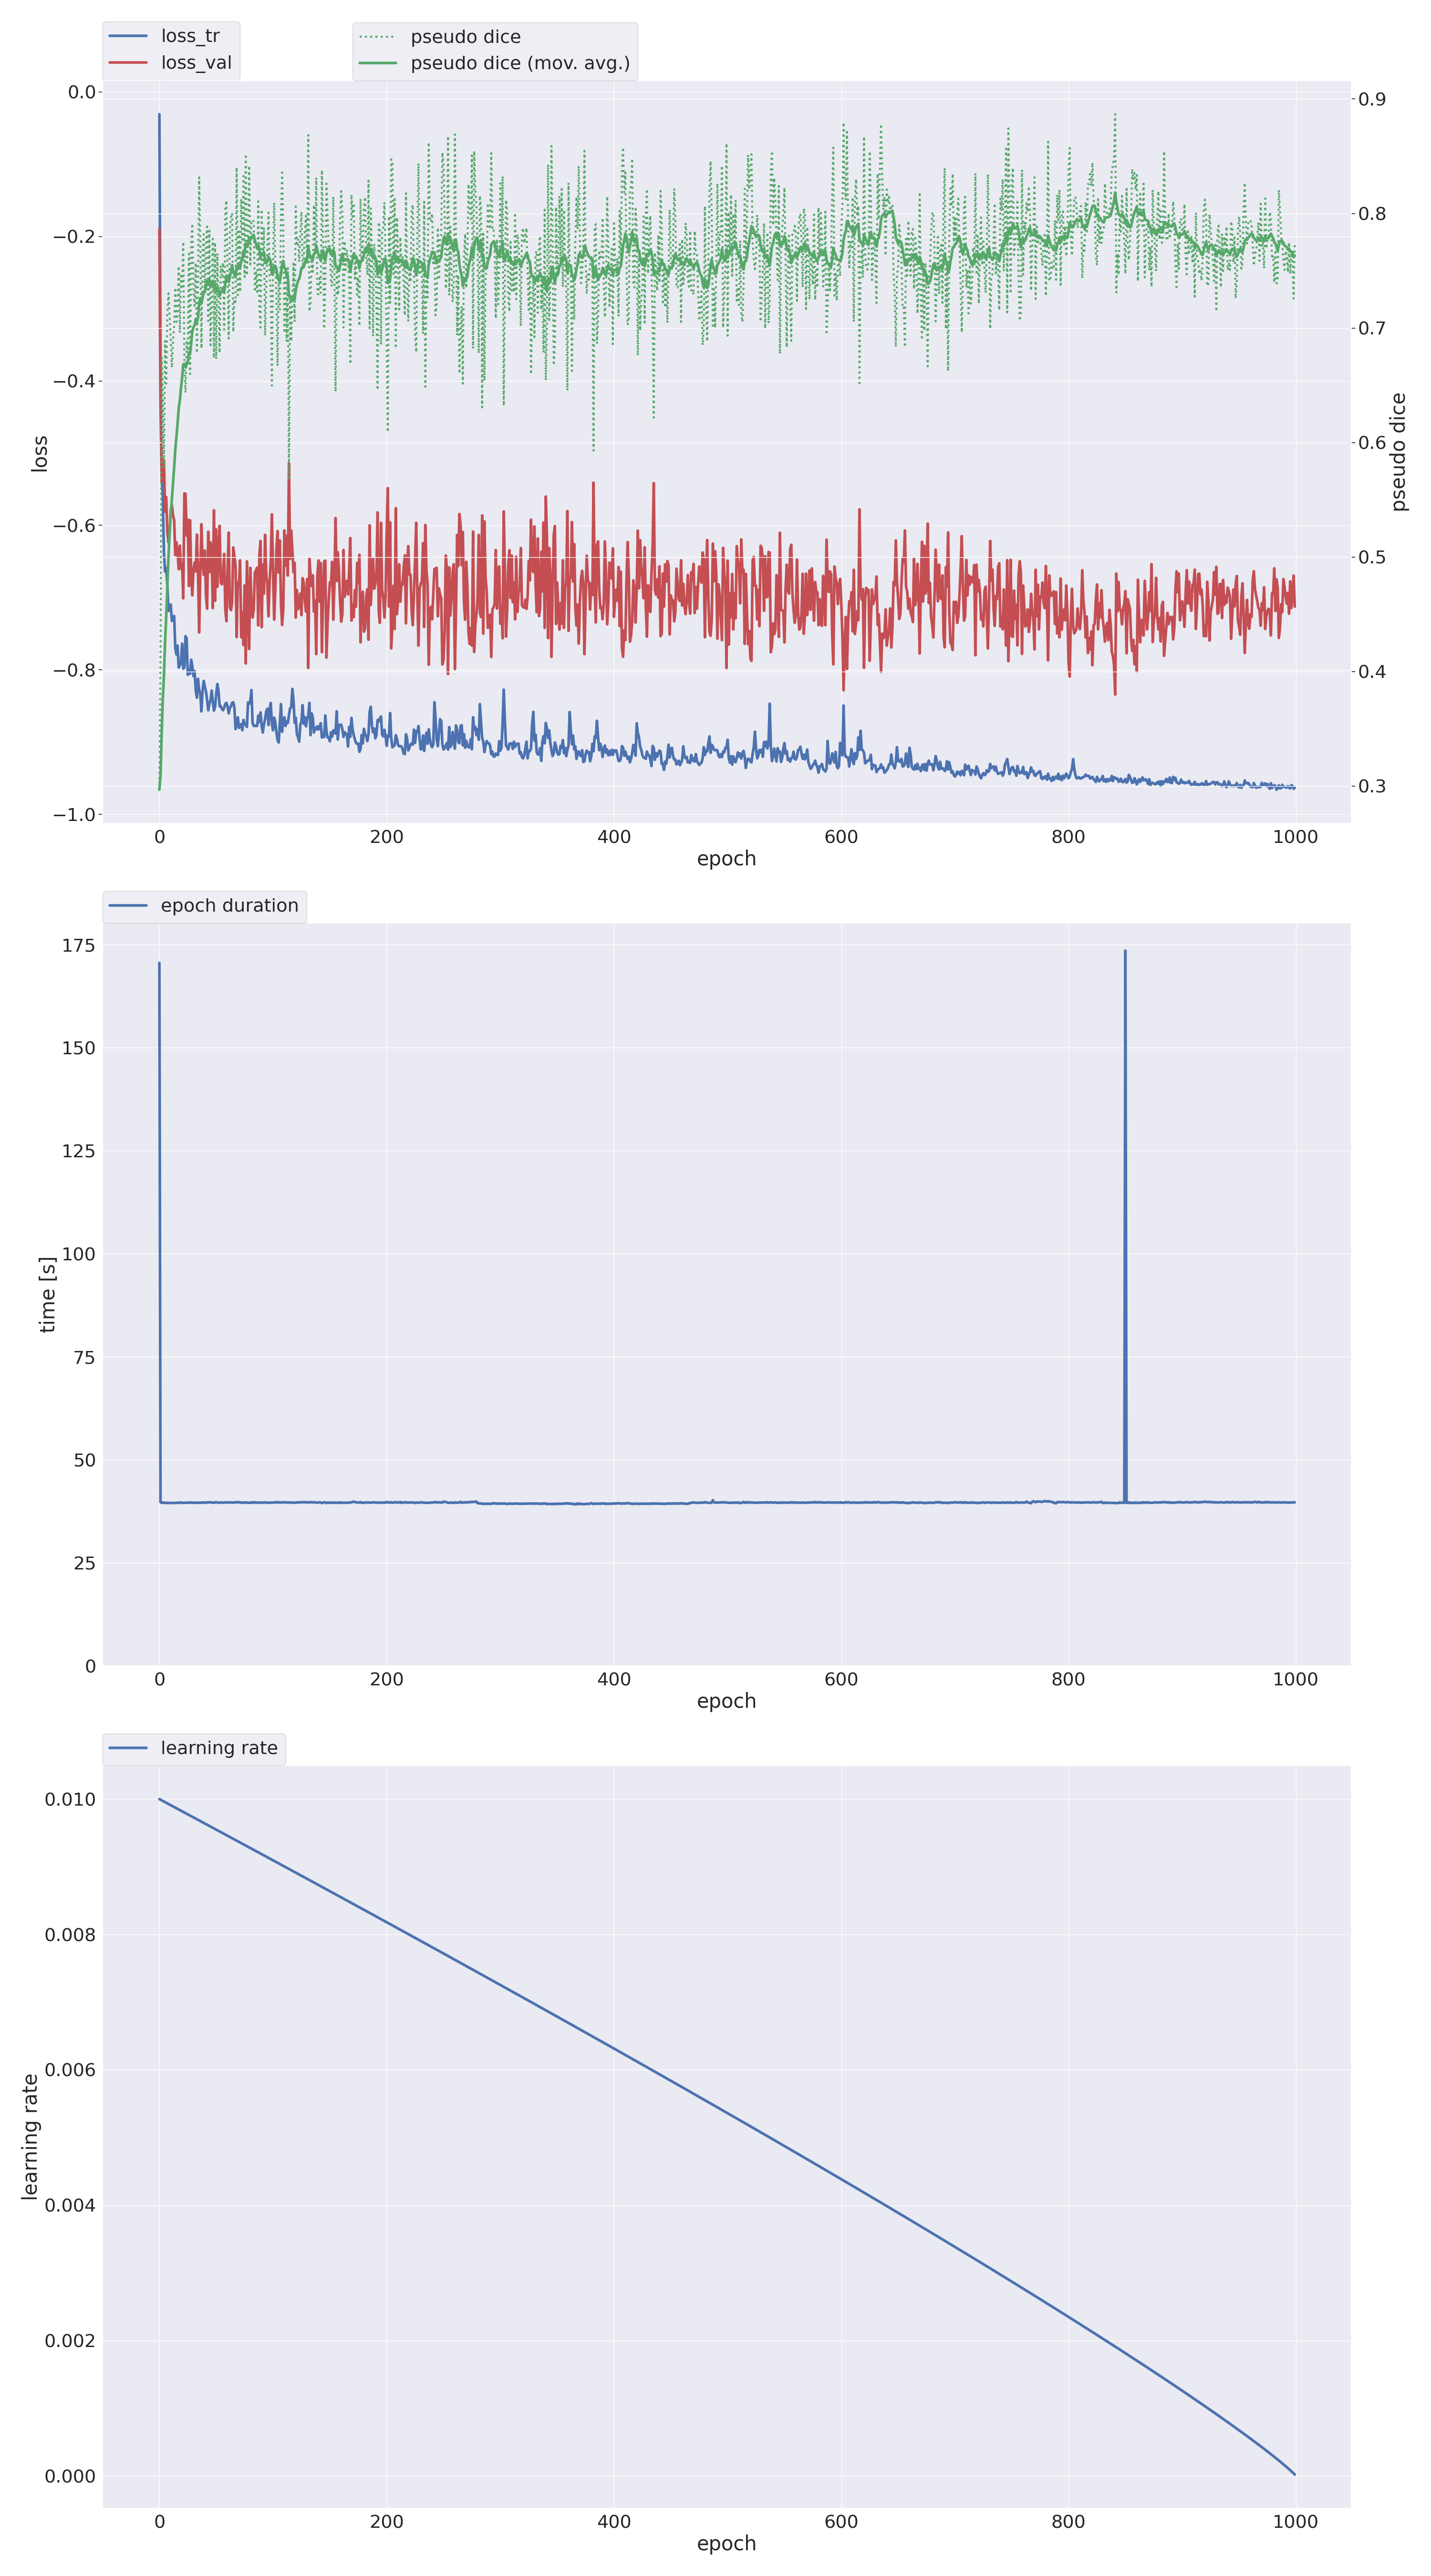 loss_tr
loss_val
pseudo dice
pseudo dice (mov. avg.)
0.0
−0.2
−0.4
−0.6
−0.8
−1.0
loss
0.9
0.8
0.7
0.6
0.5
0.4
0.3
pseudo dice
0 200 400 600 800 1000
epoch
epoch duration
175
150
125
100
75
50
25
0
time [s]
0 200 400 600 800 1000
epoch
learning rate
0.010
0.008
0.006
0.004
0.002
0.000
learning rate
0 200 400 600 800 1000
epoch